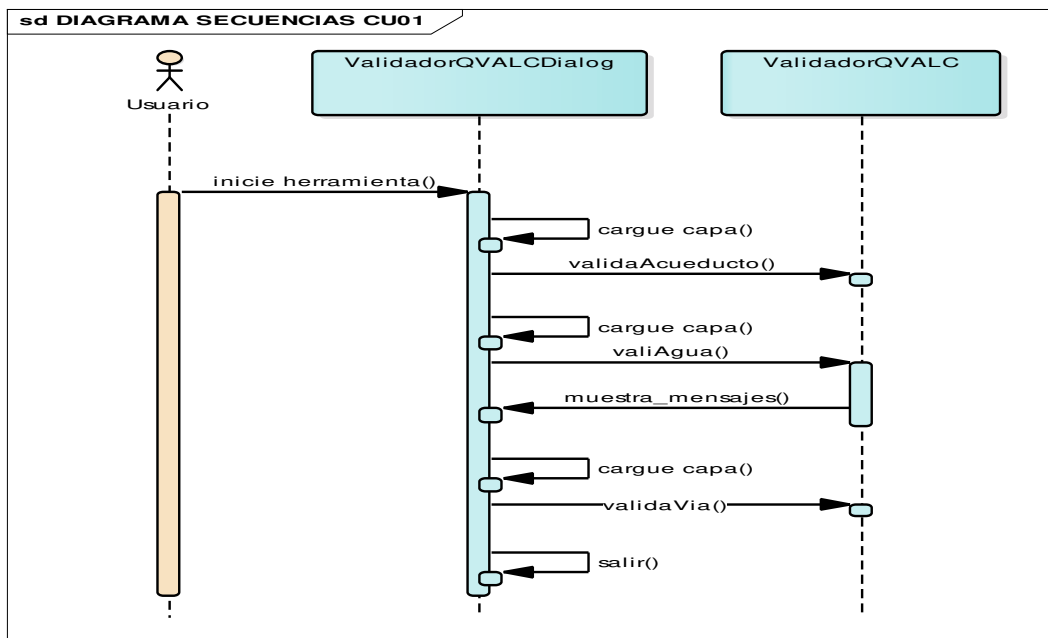 sd DIAGRAMA SECUENCIAS CU01
Usuario
ValidadorQVALCDialog
ValidadorQVALC
inicie herramienta()
cargue capa()
validaAcueducto()
cargue capa()
valiAgua()
muestra_mensajes()
cargue capa()
validaVia()
salir()